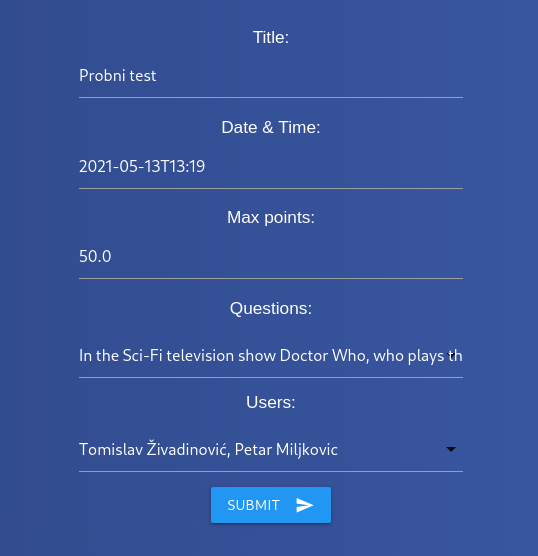 Title:
Probni test
Date & Time:
2021-05-13T13:19
Max points:
50.0
Questions:
In the Sci-Fi television show Doctor Who, who plays th
Users:
Tomislav Živadinović, Petar Miljkovic
SUBMIT